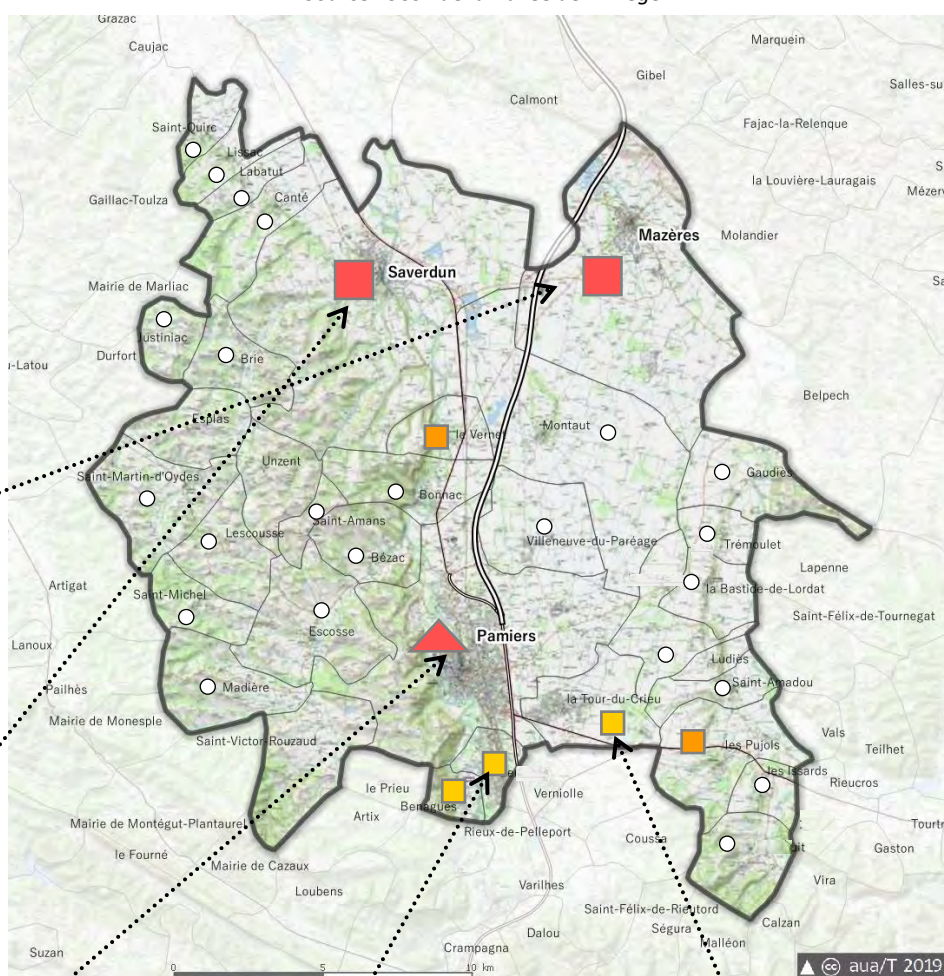 Grazac
Marquein
Caujac
Gibel
Salles-su
Calmont
Fajac-la-Relenque
Saint-Quirc
Lissac
Labatut
la Louvière-Lauragais
Canté
Gaillac-Toulza
Mazères
Molandier
Saverdun
Mairie de Marliac
Justiniac
Durfort
Brie
u-Latou
Belpech
Esplas
Montaut
Unzent
Saint-Martin-d'Oydes
Gaudiès
Bonnac
Saint-Amans
Lescousse
Villeneuve-du-Paréage
Trémoulet
Bézac
Lapenne
Artigat
la Bastide-de-Lordat
Saint-Michel
Saint-Félix-de-Tournegat
Escosse
Pamiers
Lanoux
Ludiès
Saint-Amadou
Pailhès
Madière
la Tour-du-Crieu
Mairie de Monesple
Vals
Saint-Victor-Rouzaud
les Pujols
Teilhet
les Issards
Rieucros
le Prieu
Verniolle
Benagues
Artix
Mairie de Montégut-Plantaurel
Rieux-de-Pelleport
Coussa
le Fourné
Gaston
Mairie de Cazaux
Vira
Loubens
Varilhes
Saint-Félix-de-Rieutord
Calzan
Ségura
Dalou
Malléon
Crampagna
Suzan
0 5 10 km
cc aua/T 2019